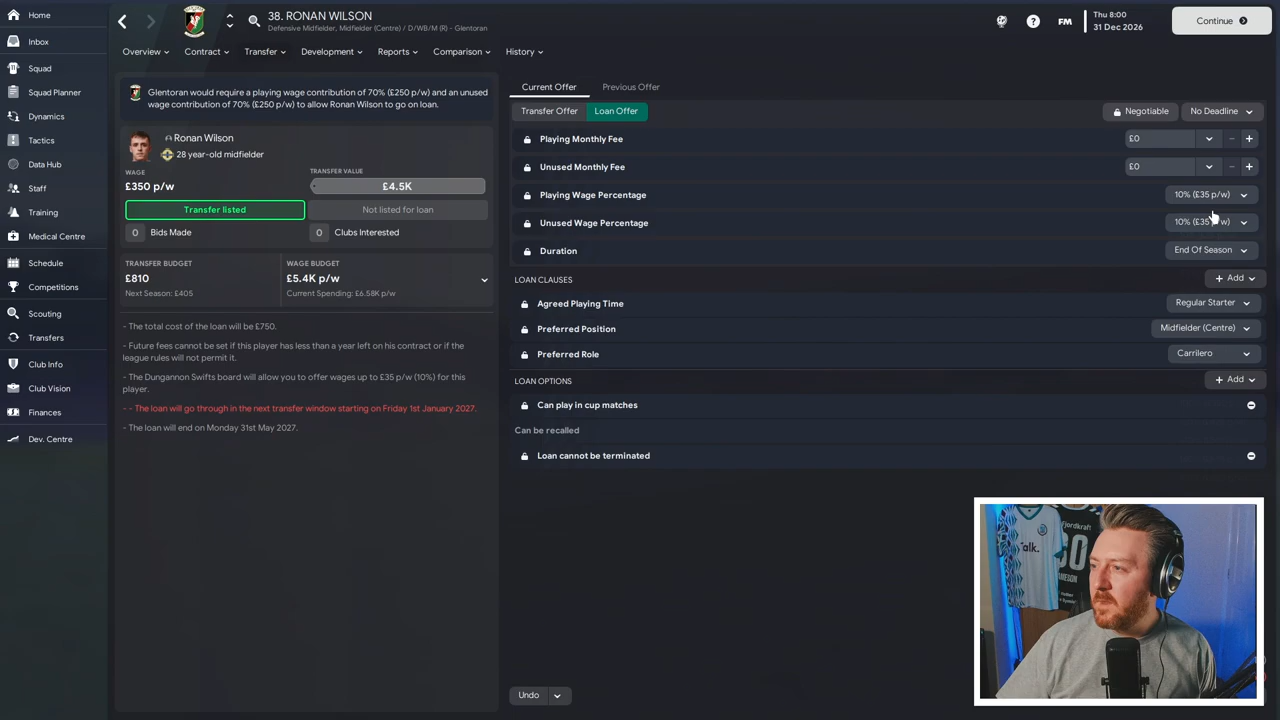 Home
Inbox
Squad
Squad Planner
Dynamics
Tactics
Data Hub
Staff
Training
Medical Centre
Schedule
Competitions
Scouting
Transfers
Club Info
Club Vision
Finances
Dev. Centre
38. RONAN WILSON
Defensive Midfielder, Midfielder (Centre) / D/WB/M (R) - Glentoran
FM
Thu 8:00
31 Dec 2026
Continue
Overview
Contract
Transfer
Development
Reports
Comparison
History
Glentoran would require a playing wage contribution of 70% (£250 p/w) and an unused
wage contribution of 70% (£250 p/w) to allow Ronan Wilson to go on loan.
Ronan Wilson
28 year-old midfielder
WAGE
£350 p/w
TRANSFER VALUE
£4.5K
Transfer listed
Not listed for loan
0 Bids Made
0 Clubs Interested
TRANSFER BUDGET
£810
Next Season: £405
WAGE BUDGET
£5.4K p/w
Current Spending: £6.58K p/w
- The total cost of the loan will be £750.
- Future fees cannot be set if this player has less than a year left on his contract or if the
league rules will not permit it.
- The Dungannon Swifts board will allow you to offer wages up to £35 p/w (10%) for this
player.
- - The loan will go through in the next transfer window starting on Friday 1st January 2027.
- The loan will end on Monday 31st May 2027.
Current Offer
Previous Offer
Transfer Offer
Loan Offer
Negotiable
No Deadline
Playing Monthly Fee
£0
Unused Monthly Fee
£0
Playing Wage Percentage
10% (£35 p/w)
Unused Wage Percentage
10% (£35 p/w)
Duration
End Of Season
LOAN CLAUSES
+ Add
Agreed Playing Time
Regular Starter
Preferred Position
Midfielder (Centre)
Preferred Role
Carrilero
LOAN OPTIONS
+ Add
Can play in cup matches
Can be recalled
Loan cannot be terminated
Undo
Talk.
Fjordkraft
JAMIESON